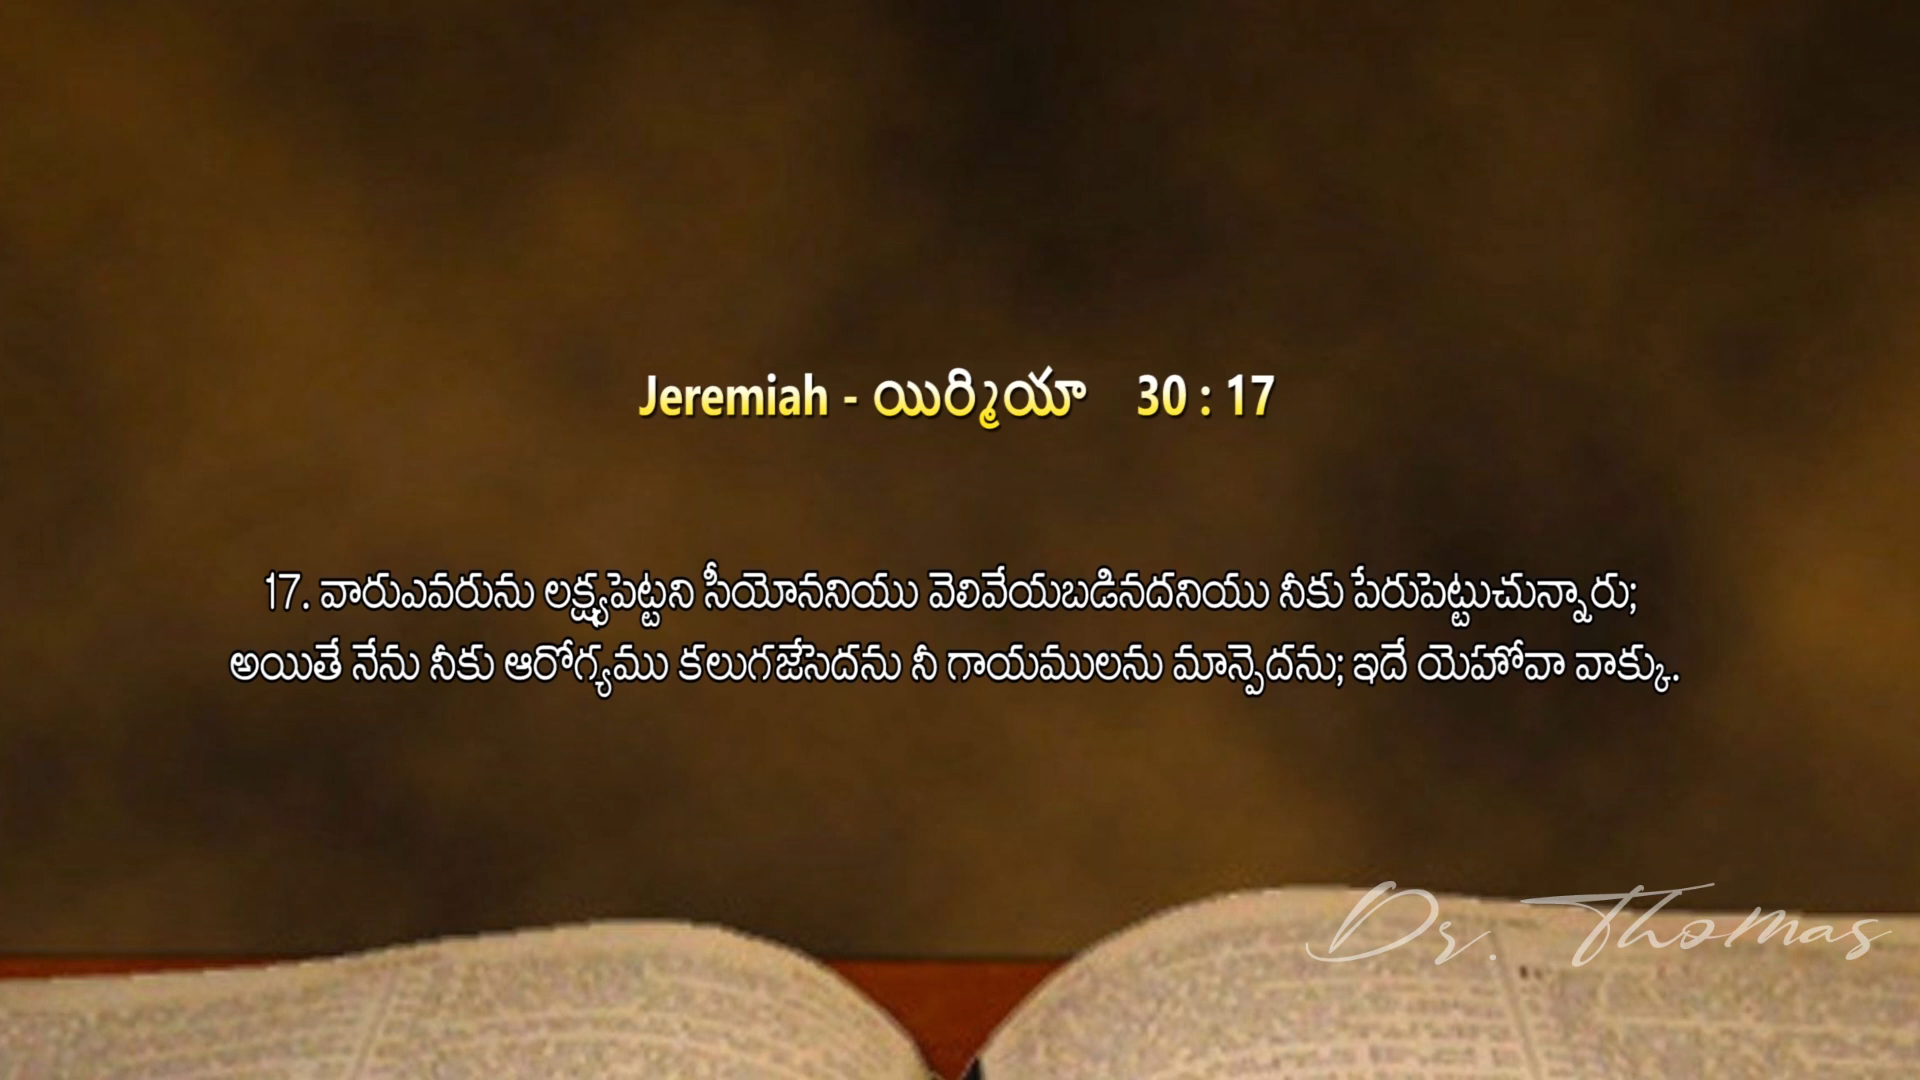 Jeremiah - యిర్మియా 30 : 17
17. వారుఎవరును లక్ష్యపెట్టని సీయోననియు వెలివేయబడినదనియు నీకు పేరుపెట్టుచున్నారు;
అయితే నేను నీకు ఆరోగ్యము కలుగజేసెదను నీ గాయములను మాన్పెదను; ఇదే యెహోవా వాక్కు.
Dr. Thomas